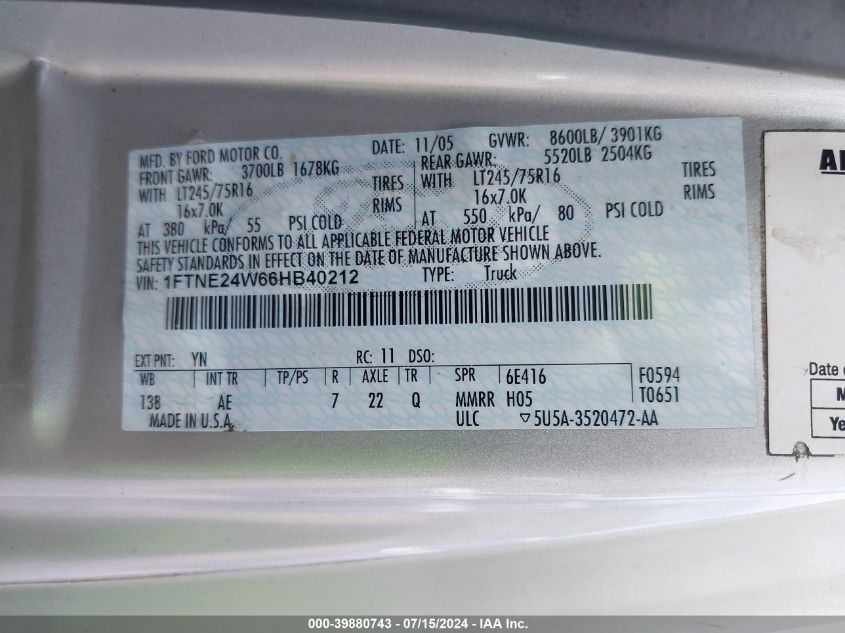 MFD. BY FORD MOTOR CO.
DATE: 11/05 GVWR: 8600LB/ 3901KG
FRONT GAWR: 3700LB 1678KG
REAR GAWR: 5520LB 2504KG
WITH LT245/75R16 TIRES
WITH LT245/75R16 TIRES
16x7.0K RIMS
16x7.0K RIMS
AT 380 kPa/ 55 PSI COLD
AT 550 kPa/ 80 PSI COLD
THIS VEHICLE CONFORMS TO ALL APPLICABLE FEDERAL MOTOR VEHICLE
SAFETY STANDARDS IN EFFECT ON THE DATE OF MANUFACTURE SHOWN ABOVE.
VIN: 1FTNE24W66HB40212 TYPE: Truck
EXT PNT: YN RC: 11 DSO:
WB INT TR TP/PS R AXLE TR SPR 6E416 F0594
138 AE 7 22 Q MMRR H05 T0651
MADE IN U.S.A. ULC ▽5U5A-3520472-AA
Date
Ye
000-39880743 - 07/15/2024 - IAA Inc.